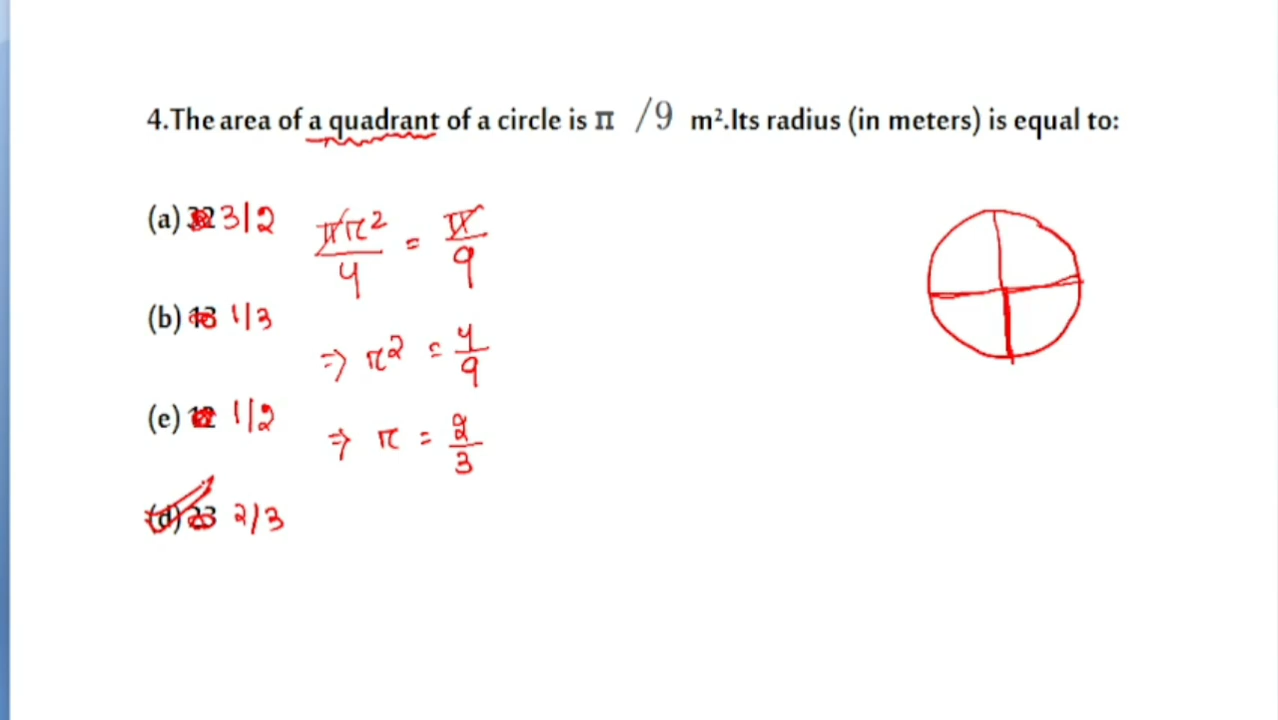 4.The area of a quadrant of a circle is π /9 m².Its radius (in meters) is equal to:
(a) 3/2
πr²/4 = π/9
(b) 1/3
⇒ r² = 4/9
(e) 1/2
⇒ r = 2/3
(d) 23 2/3